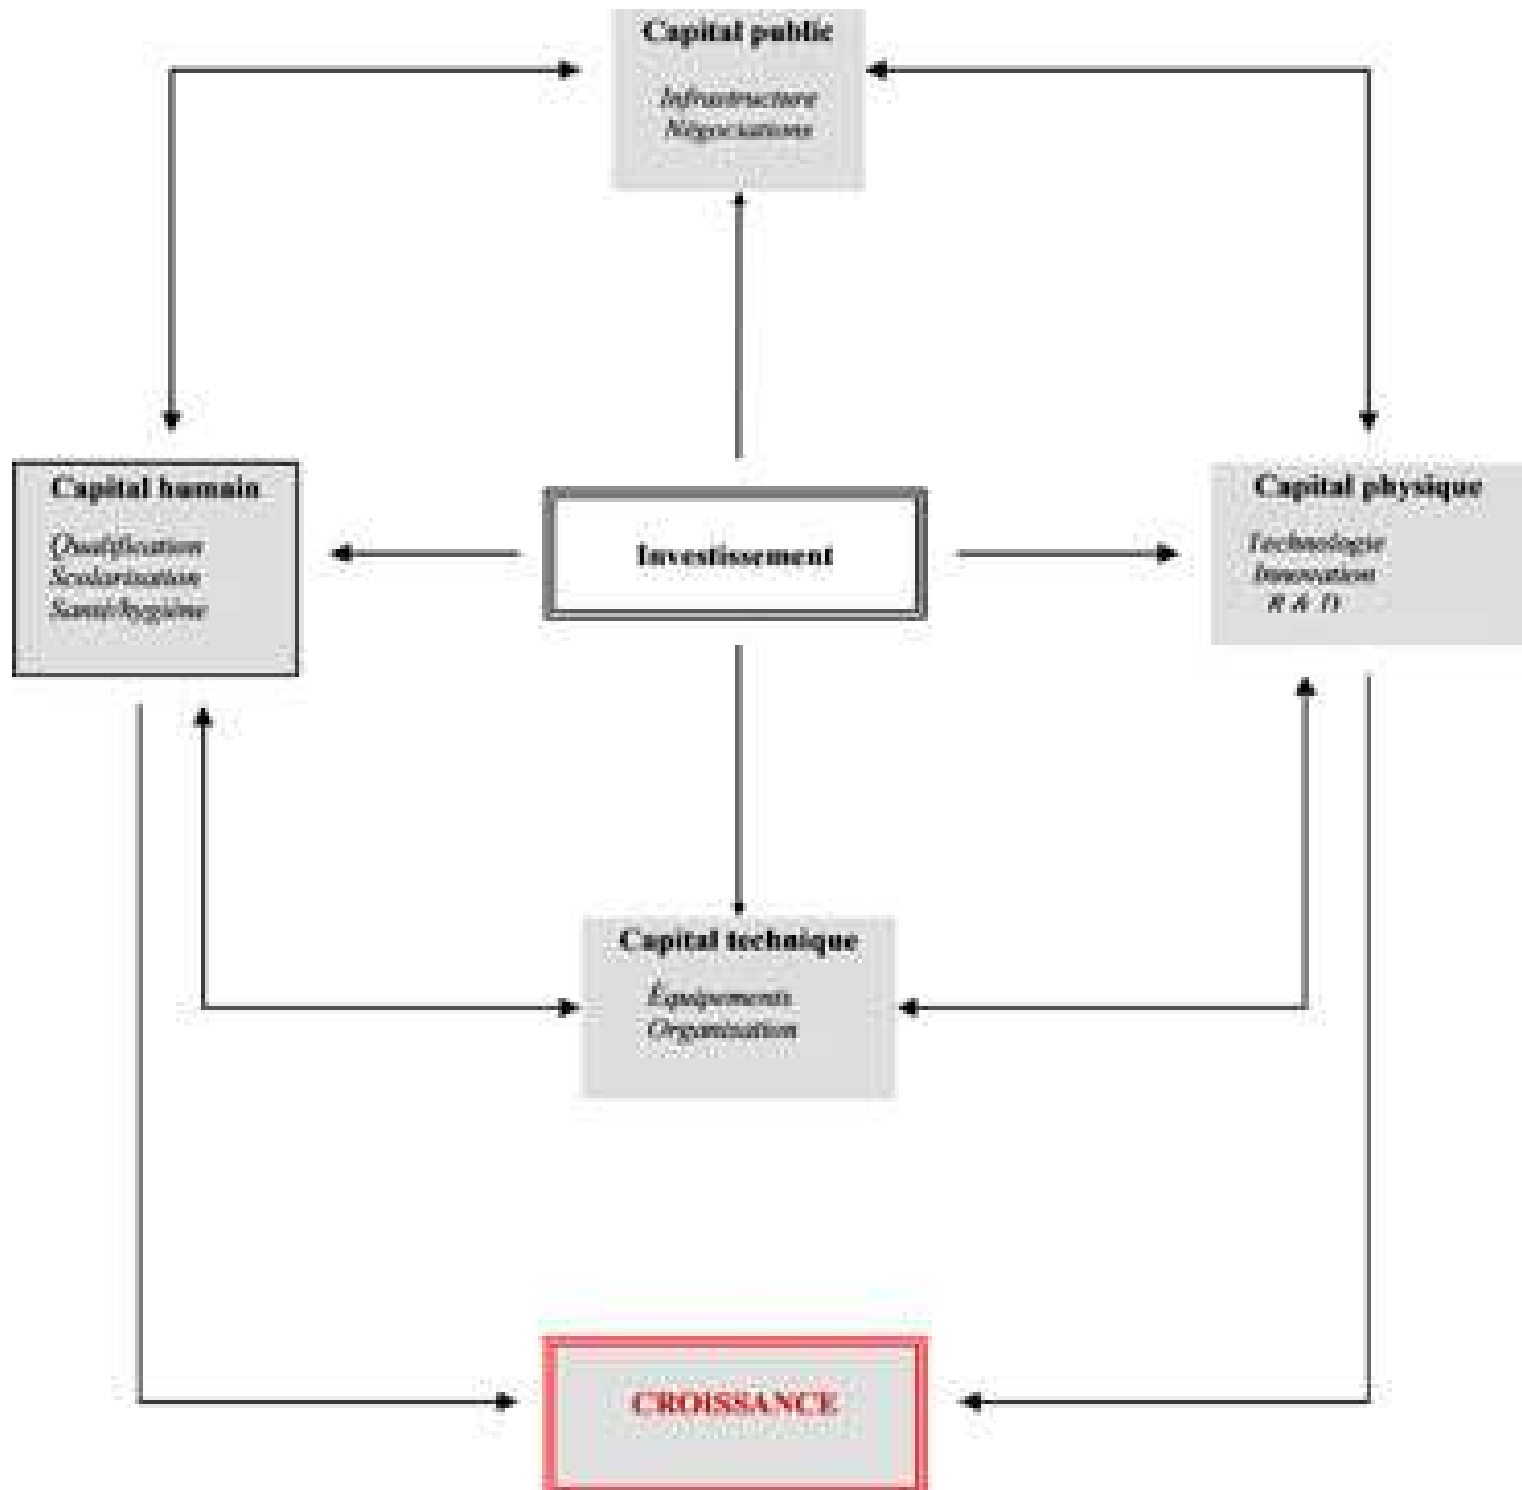 Capital public
Infrastructure
Négociations
Capital humain
Qualification
Scolarisation
Santé/hygiène
Investissement
Capital physique
Technologie
Innovation
R & D
Capital technique
Équipements
Organisation
CROISSANCE